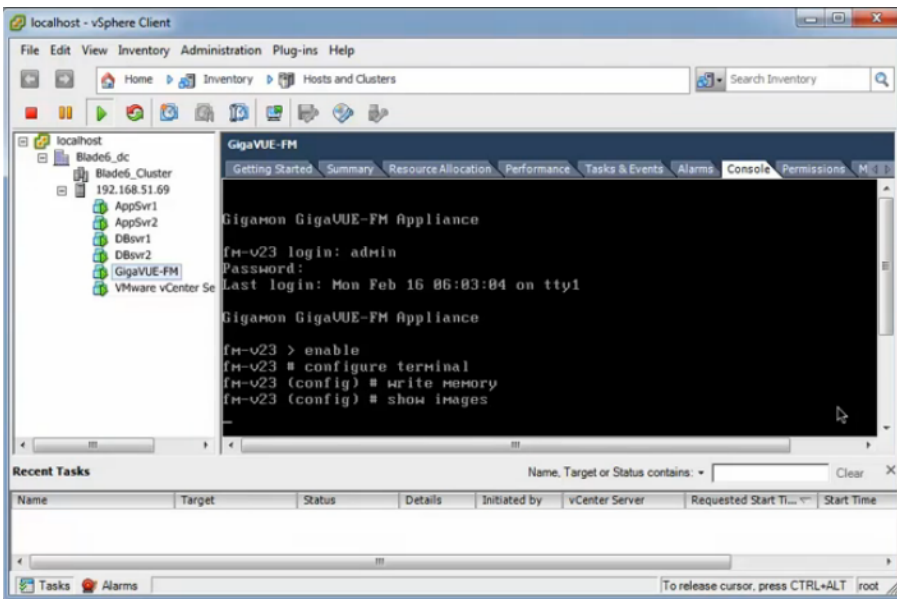 localhost - vSphere Client
File Edit View Inventory Administration Plug-ins Help
Home Inventory Hosts and Clusters Search Inventory
localhost
Blade6_dc
Blade6_Cluster
192.168.51.69
AppSvr1
AppSvr2
DBsvr1
DBsvr2
GigaVUE-FM
VMware vCenter Se
GigaVUE-FM
Getting Started Summary Resource Allocation Performance Tasks & Events Alarms Console Permissions M
Gigamon GigaVUE-FM Appliance
fm-v23 login: admin
Password:
Last login: Mon Feb 16 06:03:04 on tty1
Gigamon GigaVUE-FM Appliance
fm-v23 > enable
fm-v23 # configure terminal
fm-v23 (config) # write memory
fm-v23 (config) # show images
Recent Tasks
Name, Target or Status contains: Clear
Name Target Status Details Initiated by vCenter Server Requested Start Ti... Start Time
Tasks Alarms To release cursor, press CTRL+ALT root